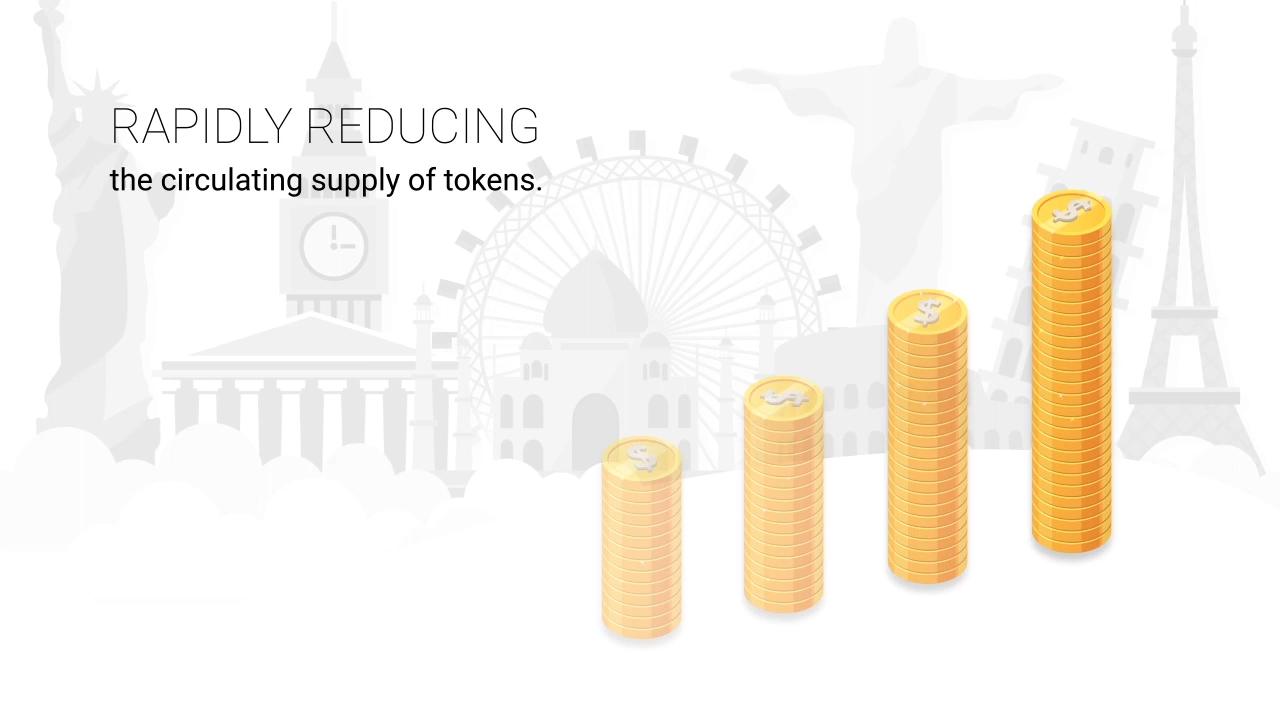 RAPIDLY REDUCING
the circulating supply of tokens.
$
$
$
$